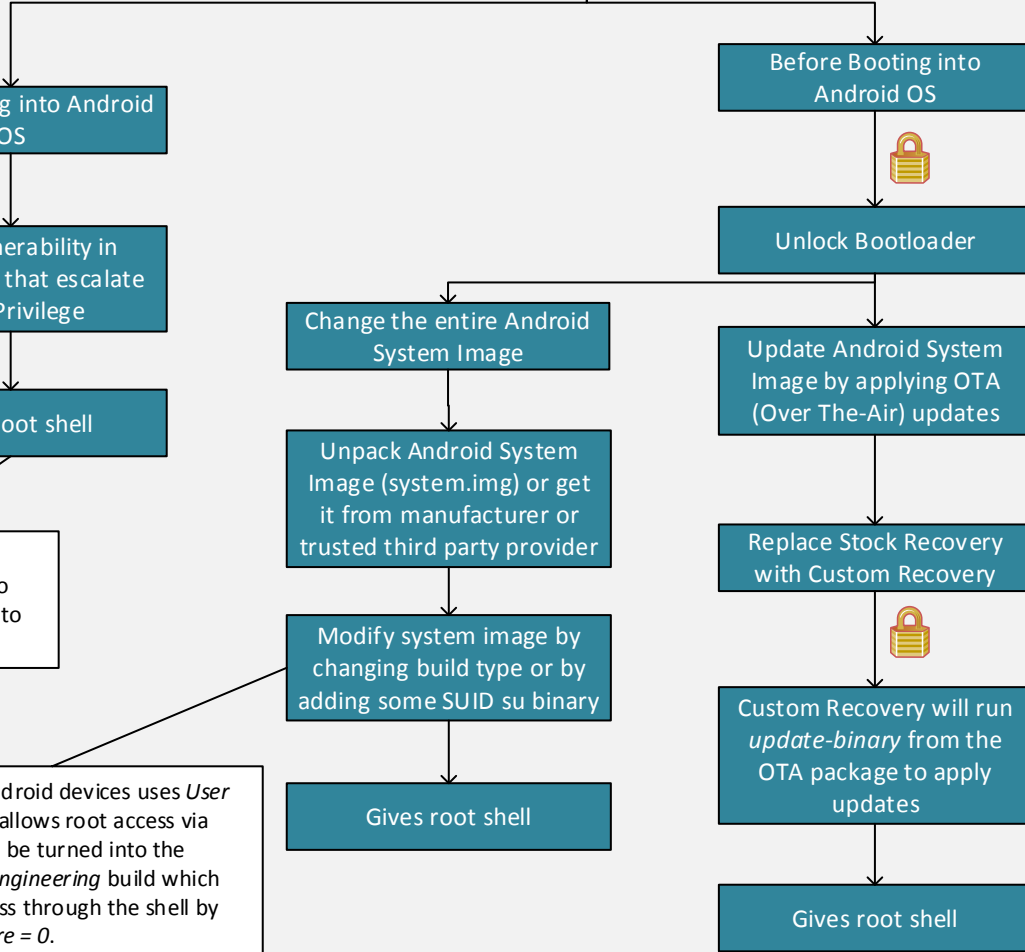 g into Android
OS
erability in
that escalate
Privilege
oot shell
o
to
Before Booting into
Android OS
Unlock Bootloader
Change the entire Android
System Image
Unpack Android System
Image (system.img) or get
it from manufacturer or
trusted third party provider
Modify system image by
changing build type or by
adding some SUID su binary
Gives root shell
Update Android System
Image by applying OTA
(Over The-Air) updates
Replace Stock Recovery
with Custom Recovery
Custom Recovery will run
update-binary from the
OTA package to apply
updates
Gives root shell
droid devices uses User
allows root access via
be turned into the
ngineering build which
ss through the shell by
re = 0.